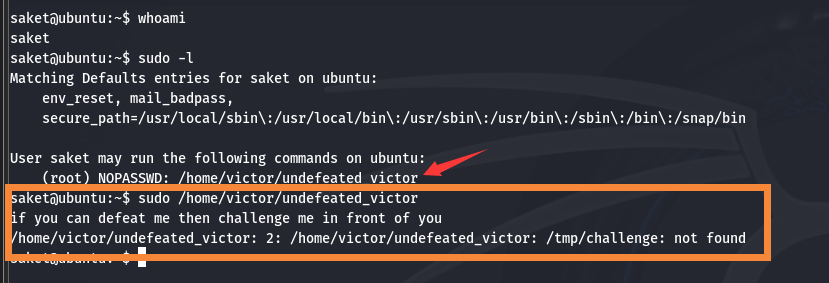 saket@ubuntu:~$ whoami
saket
saket@ubuntu:~$ sudo -l
Matching Defaults entries for saket on ubuntu:
    env_reset, mail_badpass,
    secure_path=/usr/local/sbin\:/usr/local/bin\:/usr/sbin\:/usr/bin\:/sbin\:/bin\:/snap/bin
User saket may run the following commands on ubuntu:
    (root) NOPASSWD: /home/victor/undefeated_victor
saket@ubuntu:~$ sudo /home/victor/undefeated_victor
if you can defeat me then challenge me in front of you
/home/victor/undefeated_victor: 2: /home/victor/undefeated_victor: /tmp/challenge: not found
saket@ubuntu:~$